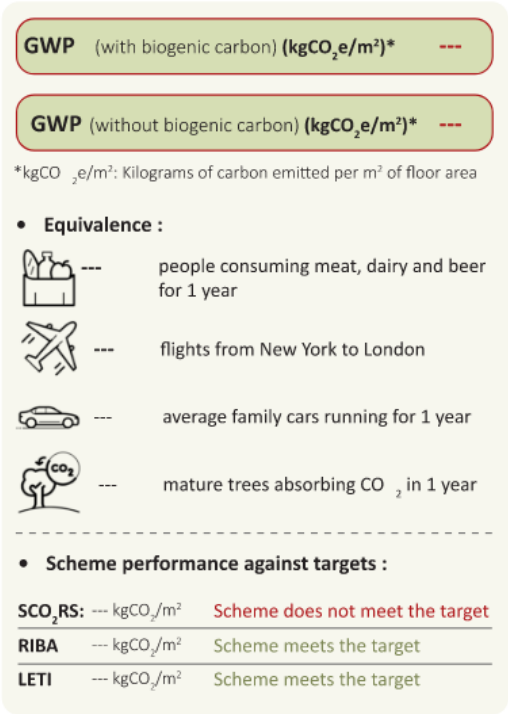 GWP (with biogenic carbon) (kgCO₂e/m²)* ---
GWP (without biogenic carbon) (kgCO₂e/m²)* ---
*kgCO ₂e/m²: Kilograms of carbon emitted per m² of floor area
• Equivalence :
--- people consuming meat, dairy and beer
for 1 year
--- flights from New York to London
--- average family cars running for 1 year
CO₂
--- mature trees absorbing CO ₂ in 1 year
• Scheme performance against targets :
SCO₂RS: --- kgCO₂/m² Scheme does not meet the target
RIBA --- kgCO₂/m² Scheme meets the target
LETI --- kgCO₂/m² Scheme meets the target